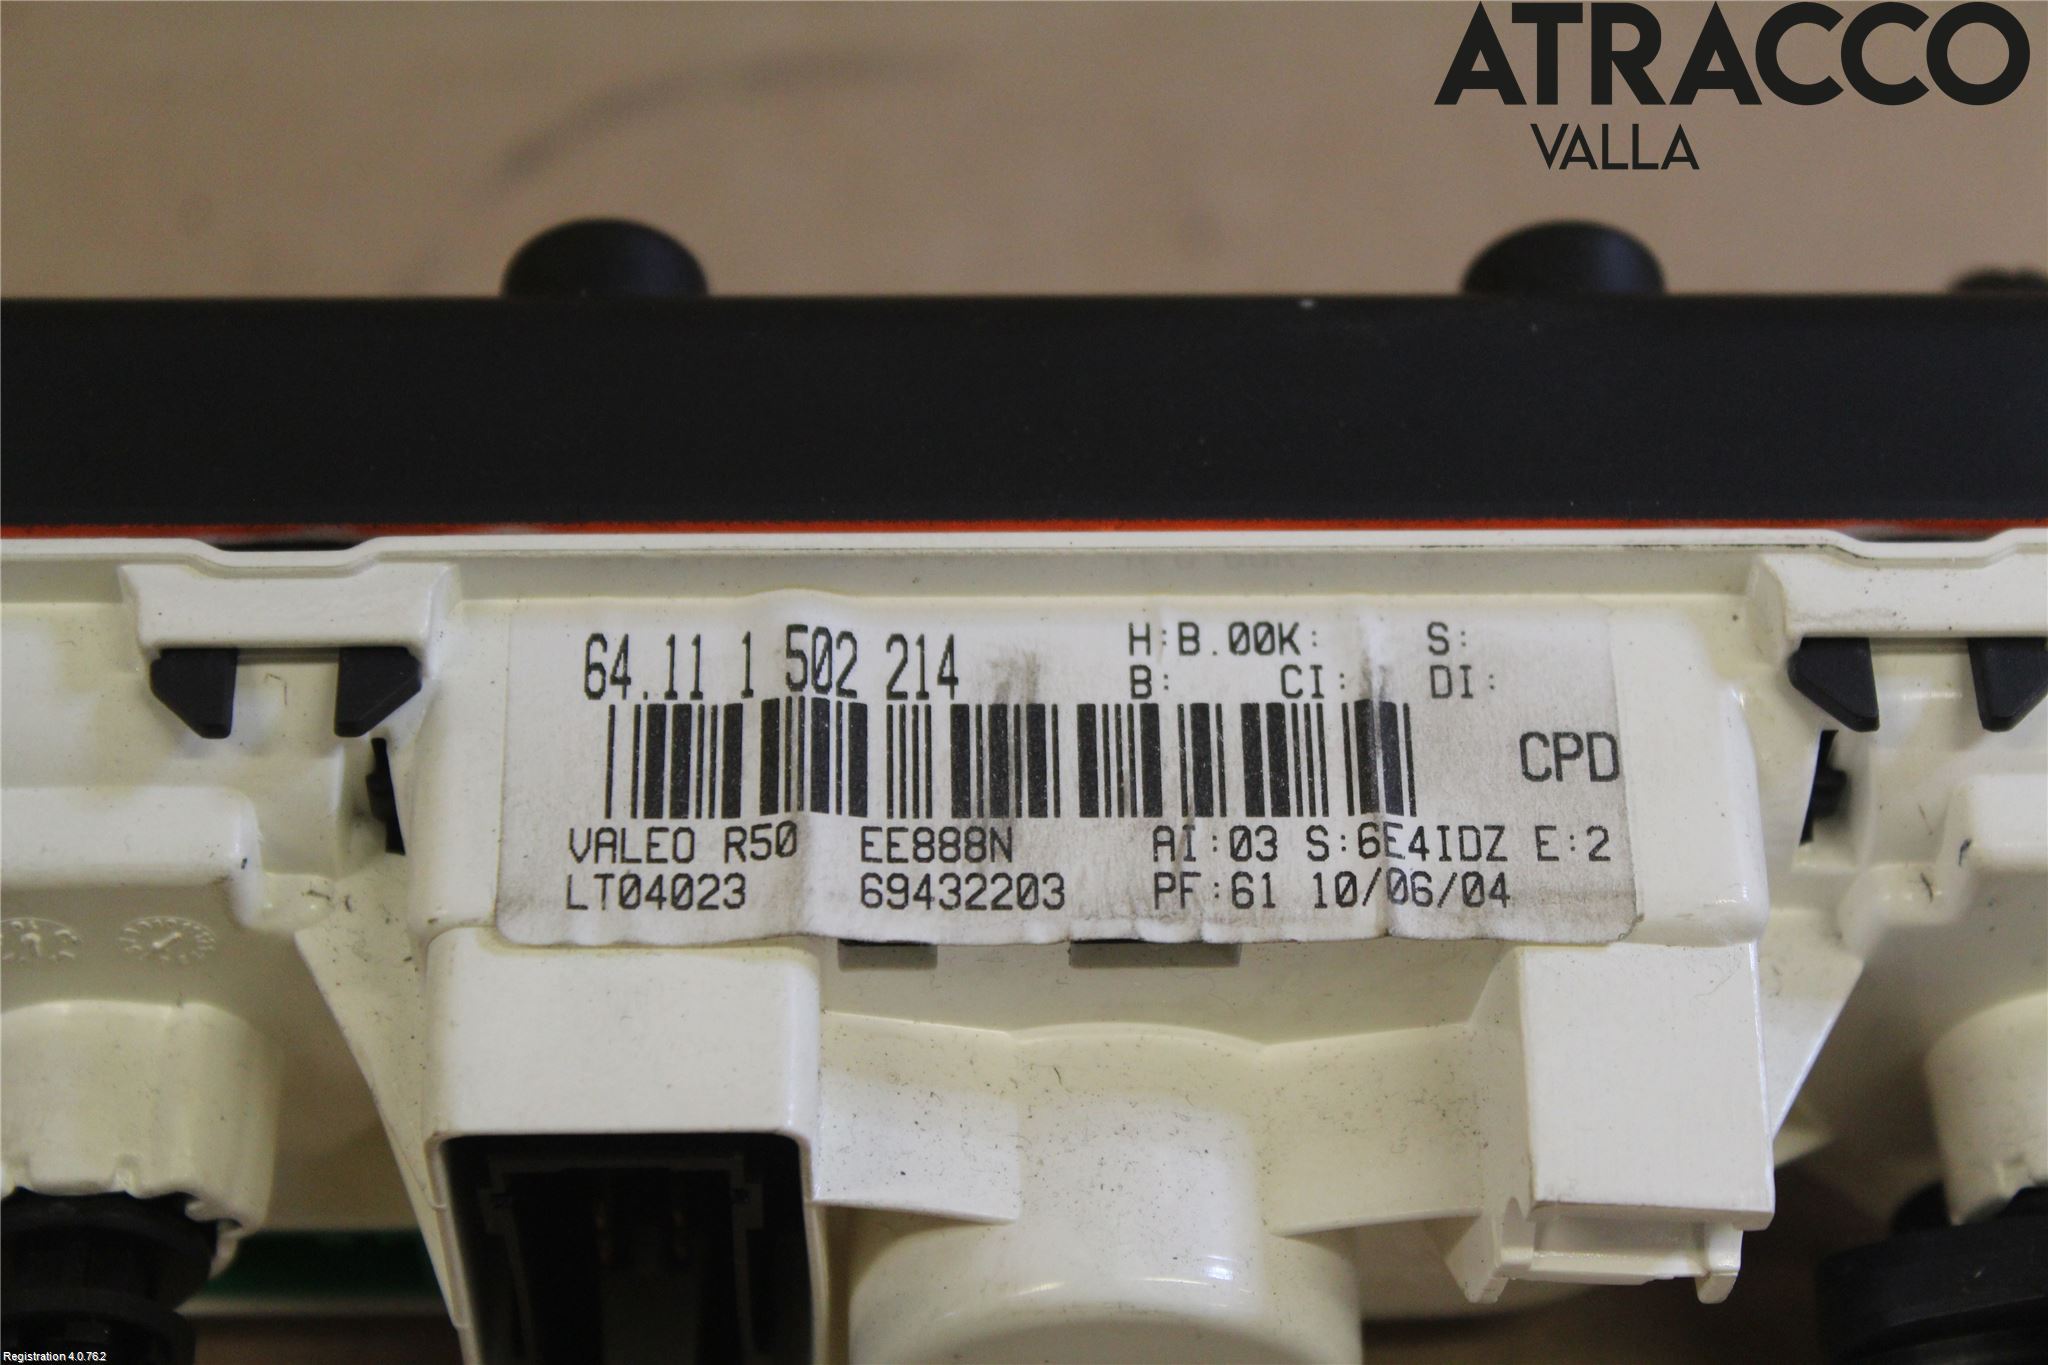 ATRACCO
VALLA
64.11 1 502 214 H:B.00K: S:
B: CI: DI:
CPD
VALEO R50 EE888N AI:03 S:6E4IDZ E:2
LT04023 69432203 PF:61 10/06/04
Registration 4.0.76.2